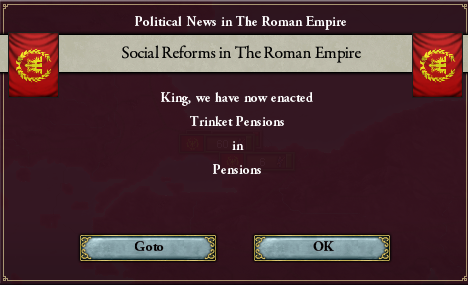 Political News in The Roman Empire
Social Reforms in The Roman Empire
King, we have now enacted
Trinket Pensions
in
Pensions
Goto
OK